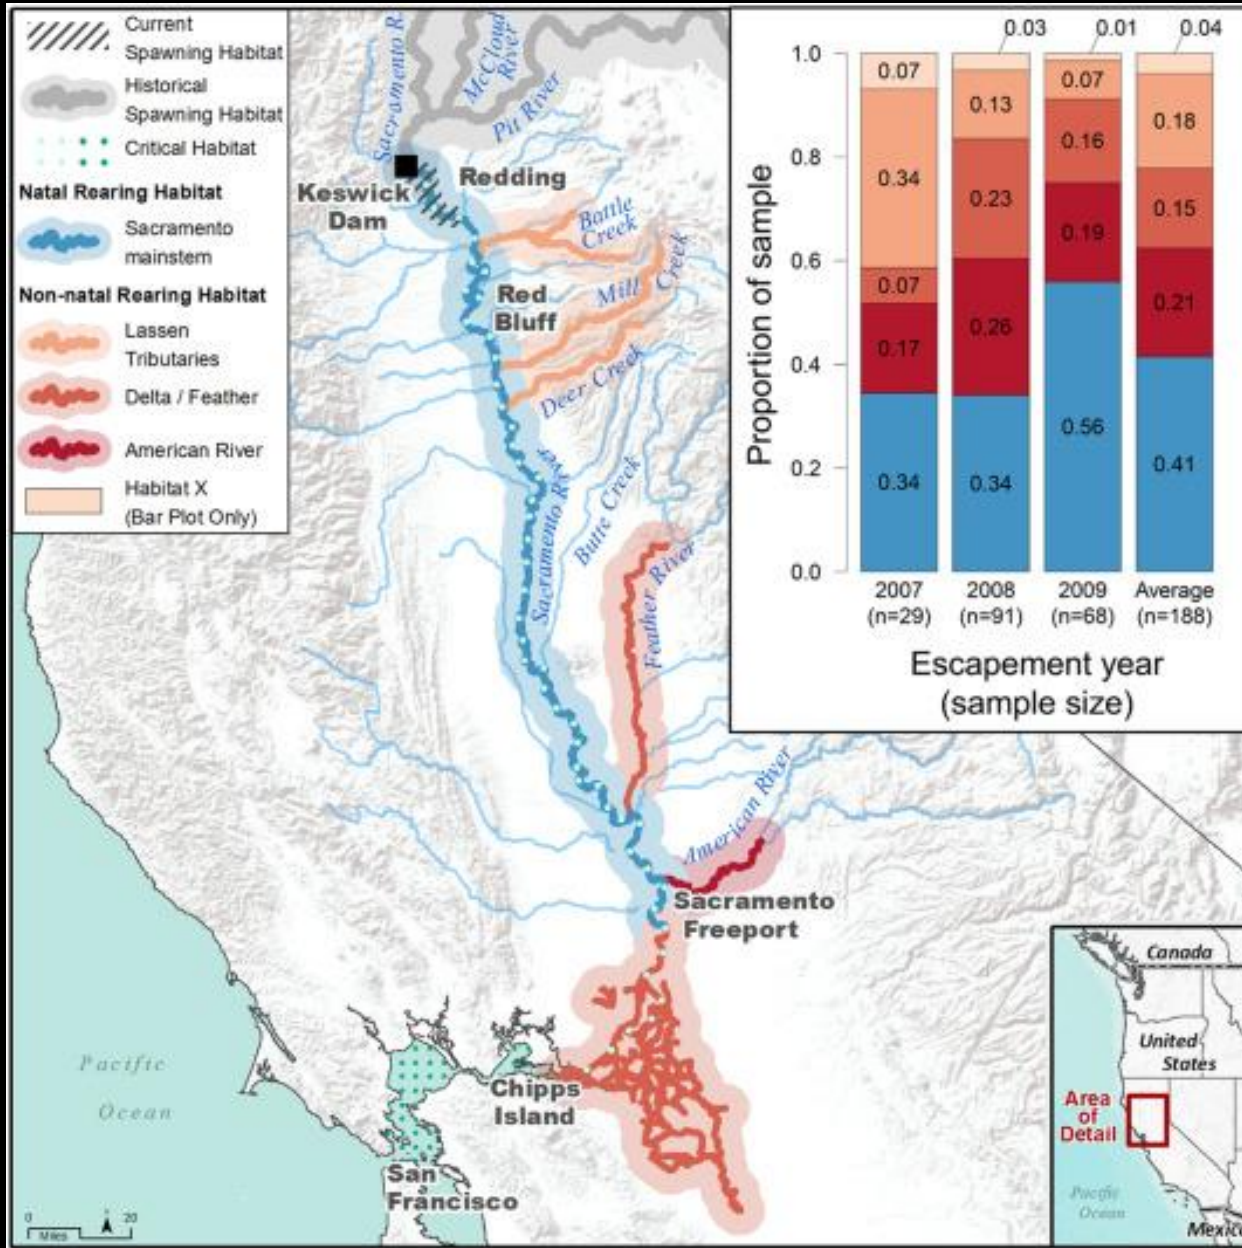 Current
Spawning Habitat
Historical
Spawning Habitat
Critical Habitat
Natal Rearing Habitat
Sacramento
mainstem
Non-natal Rearing Habitat
Lassen
Tributaries
Delta / Feather
American River
Habitat X
(Bar Plot Only)
Sacramento R.
McCloud
River
Pit River
Keswick
Dam
Redding
Battle
Creek
Mill Creek
Red
Bluff
Deer Creek
Sacramento Rvr
Butte Creek
Sacramento Rvr
Feather River
American River
Sacramento
Freeport
Chipps
Island
San
Francisco
Pacific
Ocean
0 20
Miles
0.03 0.01 0.04
1.0
0.8
0.6
0.4
0.2
0.0
Proportion of sample
0.07
0.34
0.07
0.17
0.34
0.13
0.23
0.26
0.34
0.07
0.16
0.19
0.56
0.18
0.15
0.21
0.41
2007 2008 2009 Average
(n=29) (n=91) (n=68) (n=188)
Escapement year
(sample size)
Canada
United
States
Area
of
Detail
Pacific
Ocean